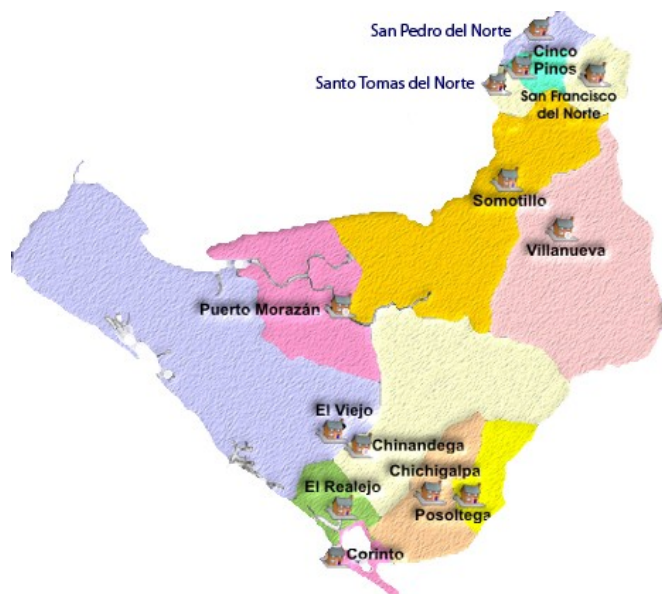 San Pedro del Norte
Cinco
Pinos
Santo Tomas del Norte
San Francisco
del Norte
Somotillo
Villanueva
Puerto Morazán
El Viejo
Chinandega
Chichigalpa
El Realejo
Posoltega
Corinto